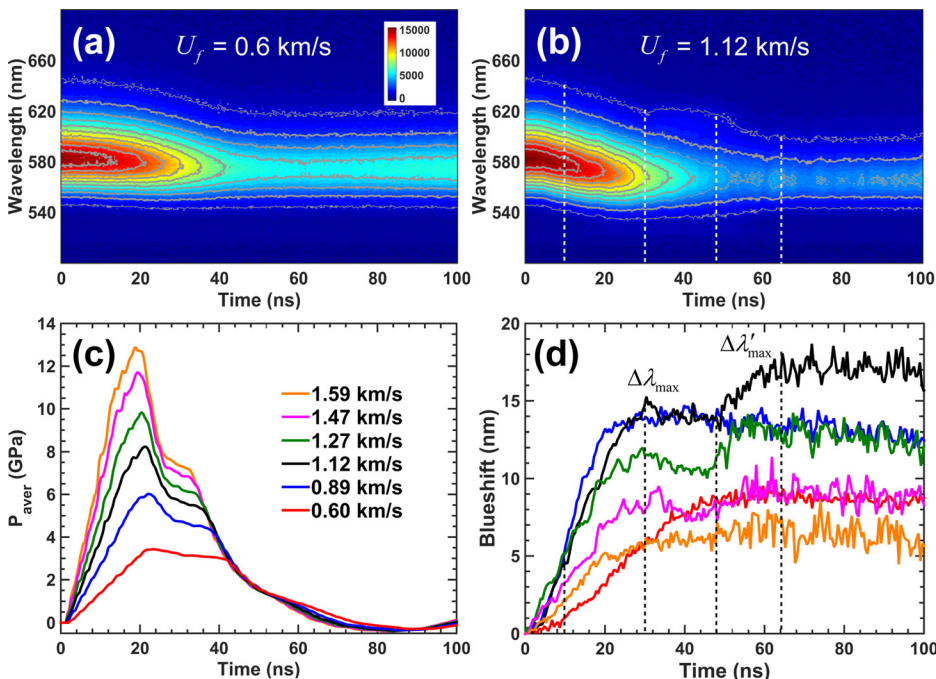 (a)
U_f = 0.6 km/s
15000
10000
5000
0
Wavelength (nm)
660
620
580
540
0 20 40 60 80 100
Time (ns)
(b)
U_f = 1.12 km/s
Wavelength (nm)
660
620
580
540
0 20 40 60 80 100
Time (ns)
(c)
P_aver (GPa)
14
12
10
8
6
4
2
0
1.59 km/s
1.47 km/s
1.27 km/s
1.12 km/s
0.89 km/s
0.60 km/s
0 20 40 60 80 100
Time (ns)
(d)
Blueshift (nm)
20
15
10
5
0
Δλ_max
Δλ′_max
0 20 40 60 80 100
Time (ns)